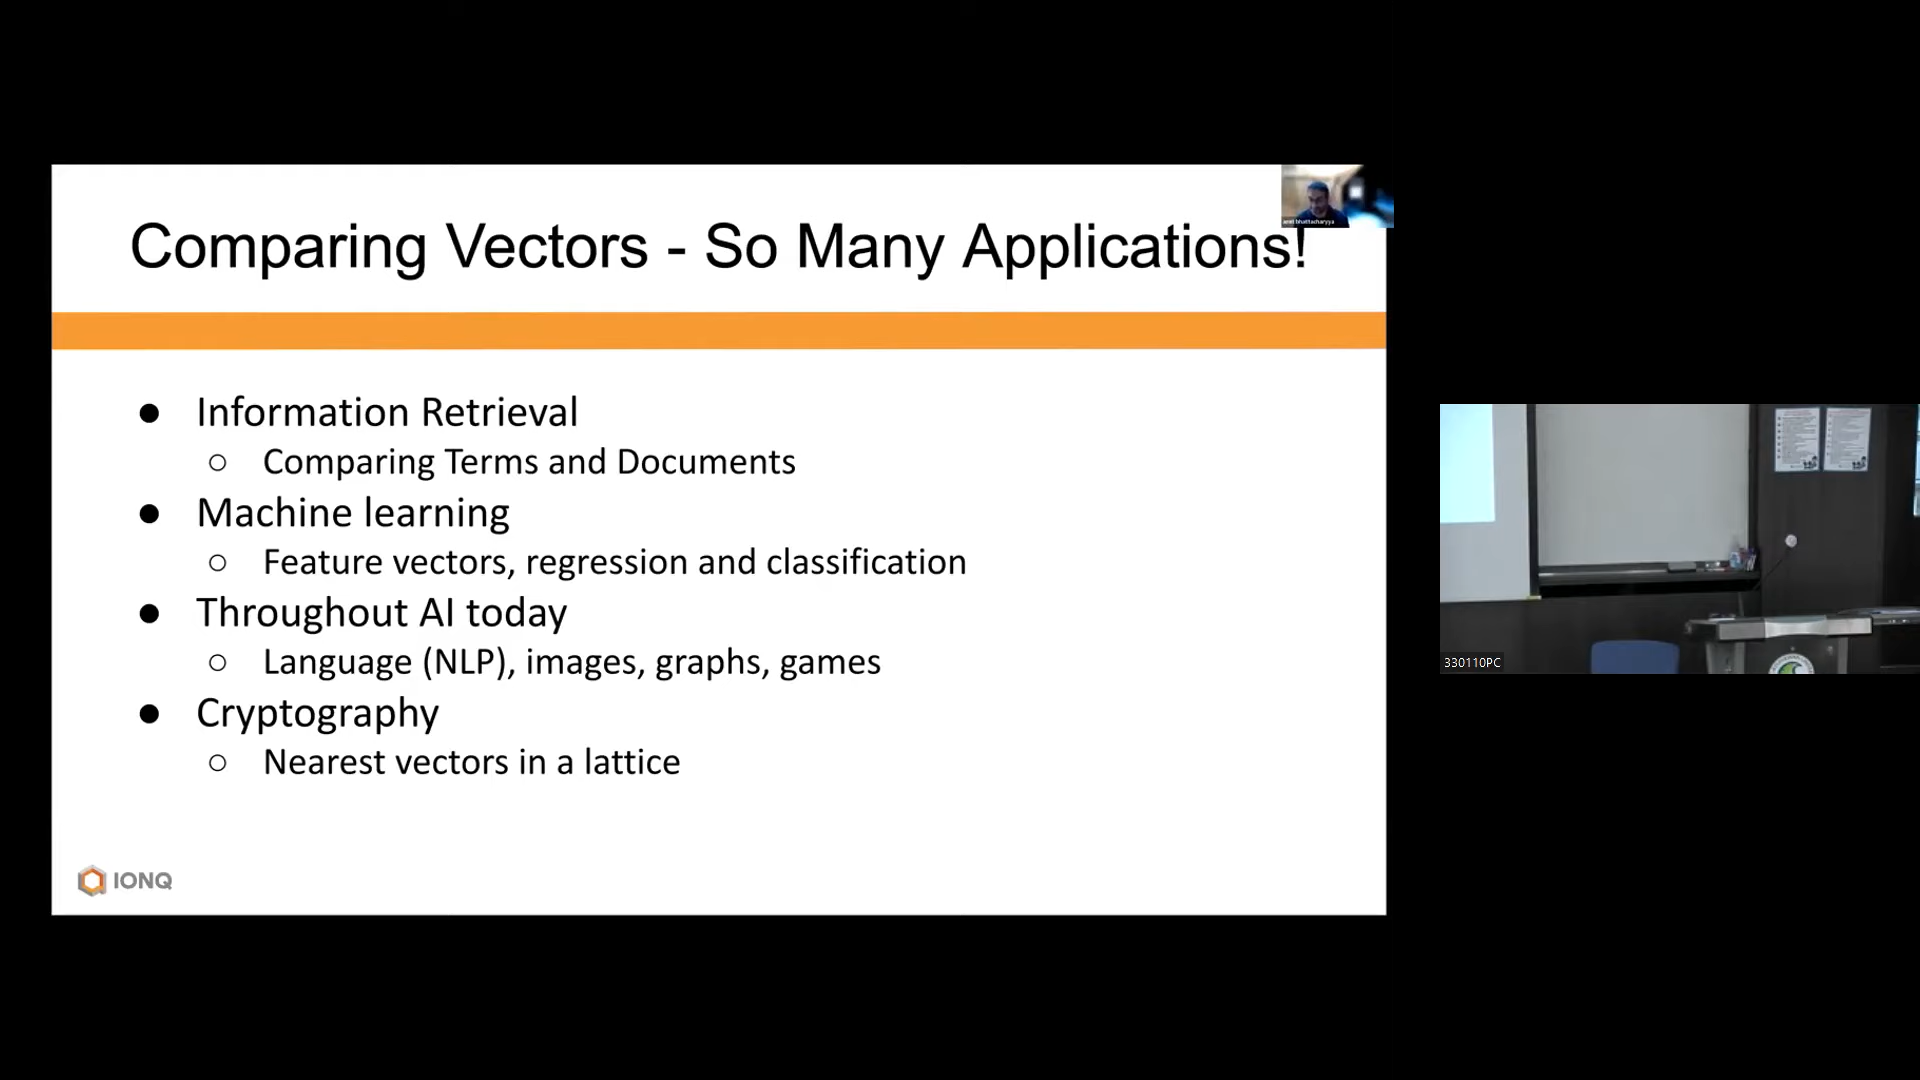 Comparing Vectors - So Many Applications!
● Information Retrieval
○ Comparing Terms and Documents
● Machine learning
○ Feature vectors, regression and classification
● Throughout AI today
○ Language (NLP), images, graphs, games
● Cryptography
○ Nearest vectors in a lattice
IONQ
330110PC